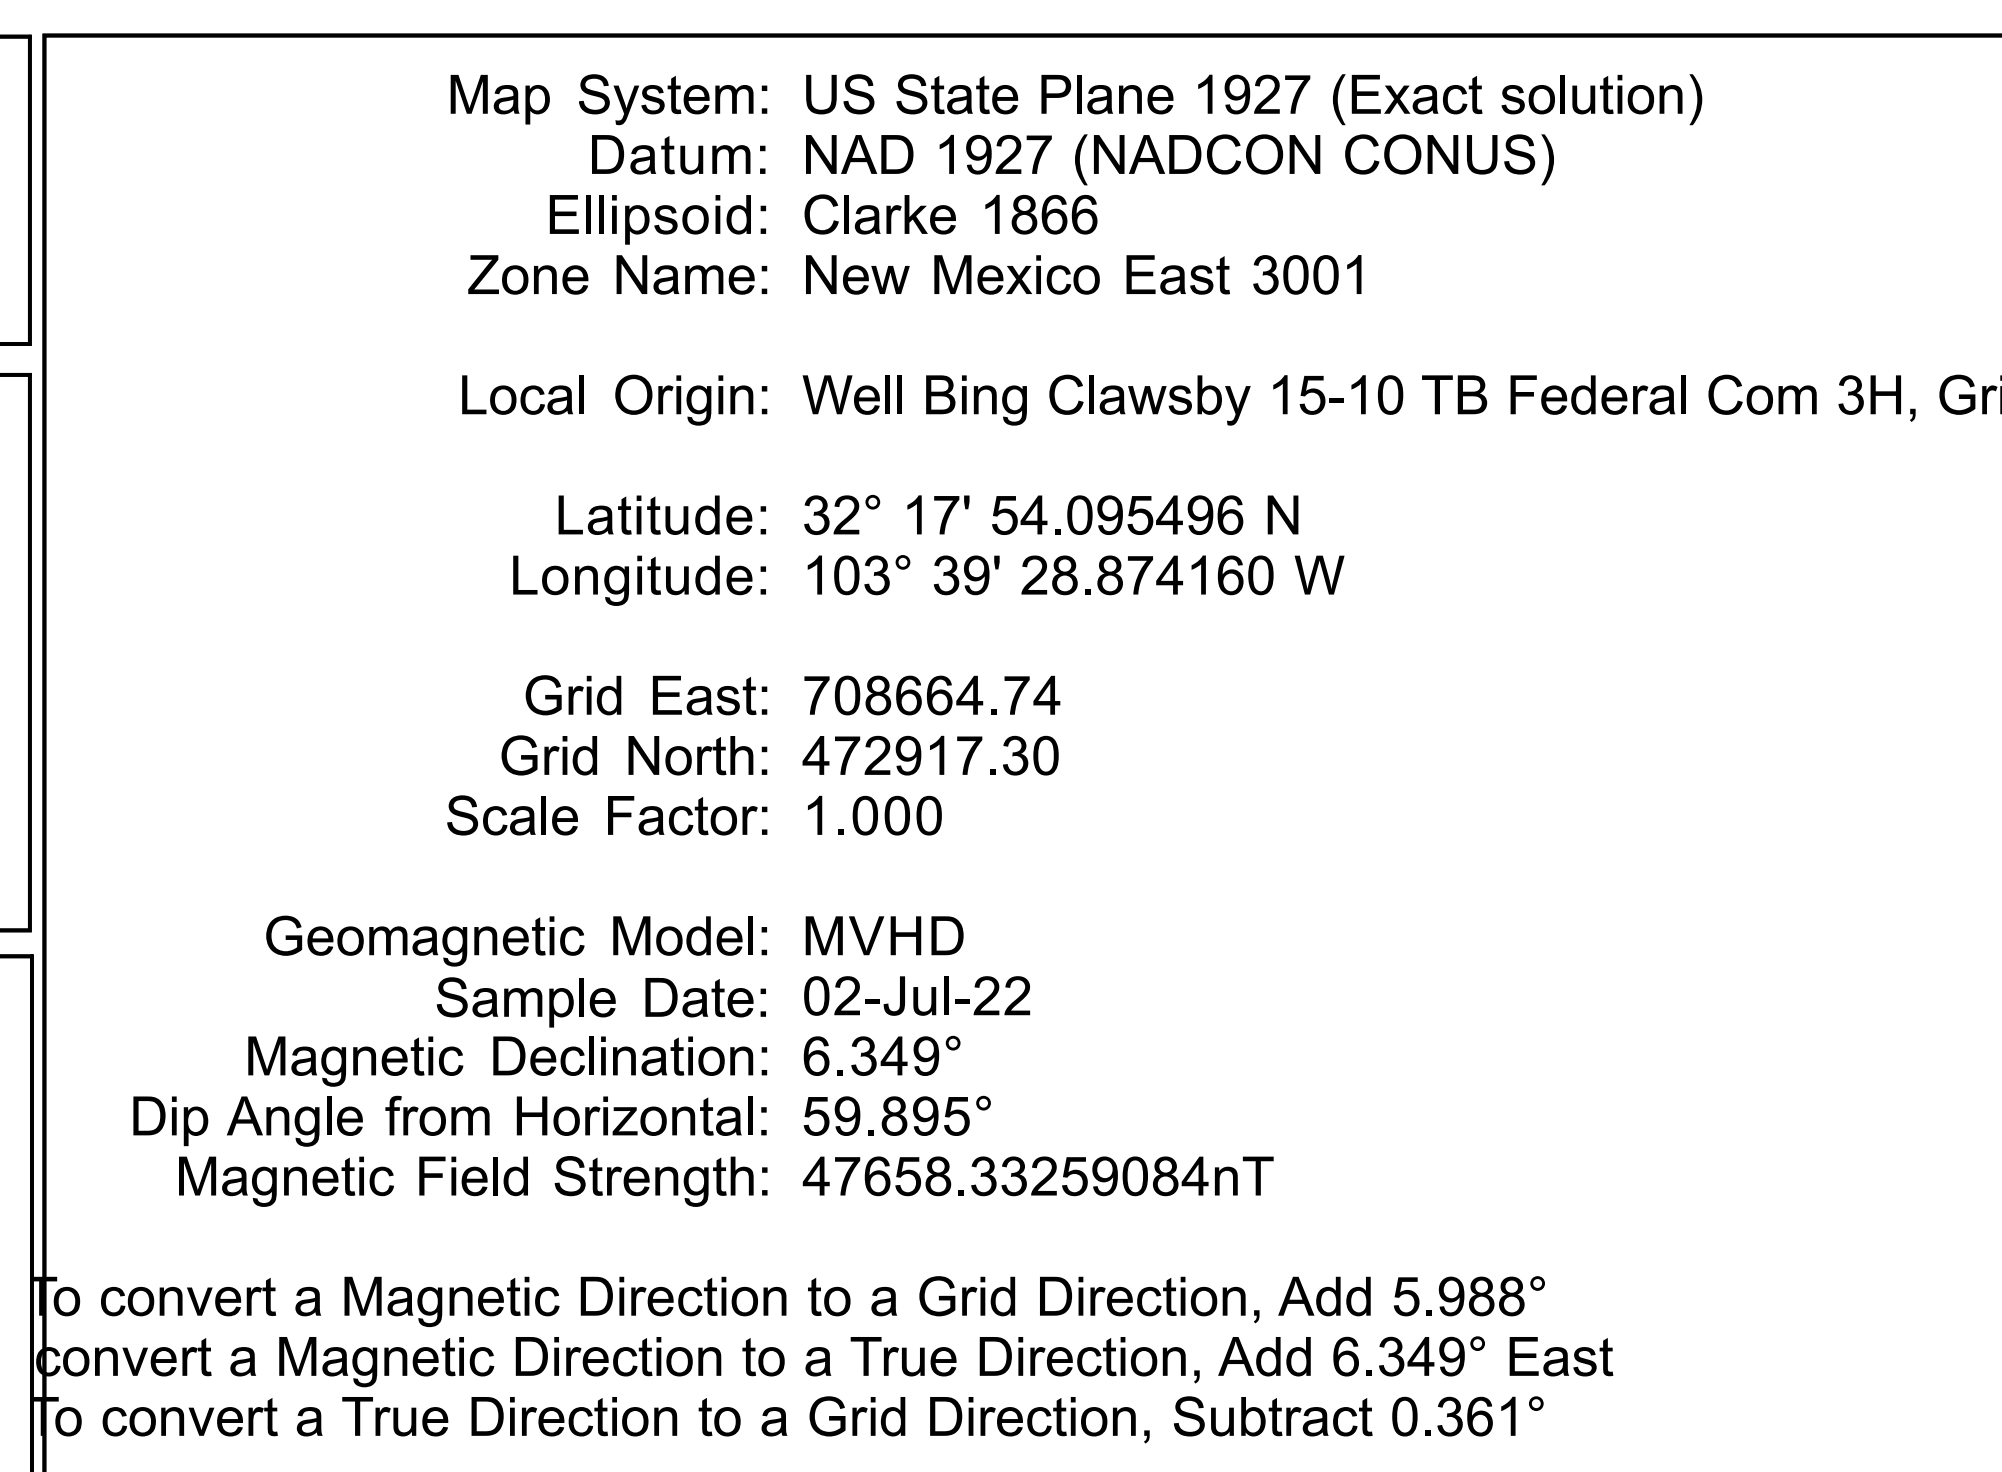 Map System: US State Plane 1927 (Exact solution)
Datum: NAD 1927 (NADCON CONUS)
Ellipsoid: Clarke 1866
Zone Name: New Mexico East 3001
Local Origin: Well Bing Clawsby 15-10 TB Federal Com 3H, Gri
Latitude: 32° 17' 54.095496 N
Longitude: 103° 39' 28.874160 W
Grid East: 708664.74
Grid North: 472917.30
Scale Factor: 1.000
Geomagnetic Model: MVHD
Sample Date: 02-Jul-22
Magnetic Declination: 6.349°
Dip Angle from Horizontal: 59.895°
Magnetic Field Strength: 47658.33259084nT
To convert a Magnetic Direction to a Grid Direction, Add 5.988°
convert a Magnetic Direction to a True Direction, Add 6.349° East
To convert a True Direction to a Grid Direction, Subtract 0.361°